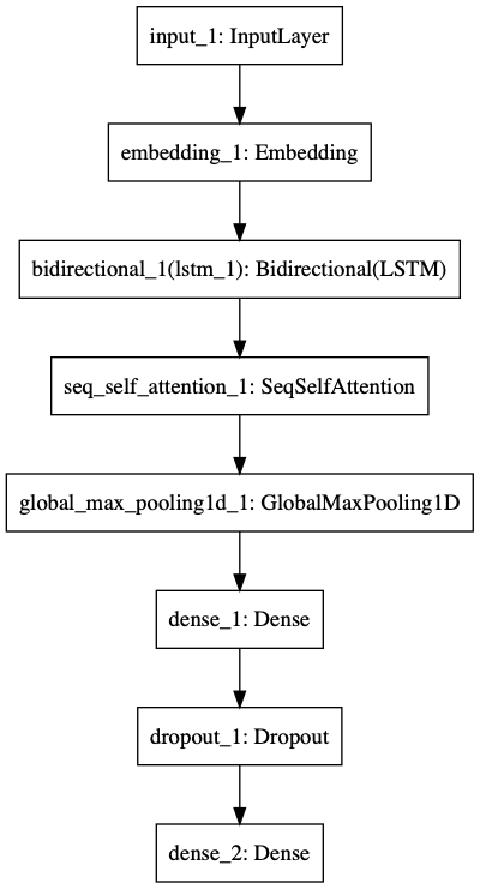 input_1: InputLayer
embedding_1: Embedding
bidirectional_1(lstm_1): Bidirectional(LSTM)
seq_self_attention_1: SeqSelfAttention
global_max_pooling1d_1: GlobalMaxPooling1D
dense_1: Dense
dropout_1: Dropout
dense_2: Dense